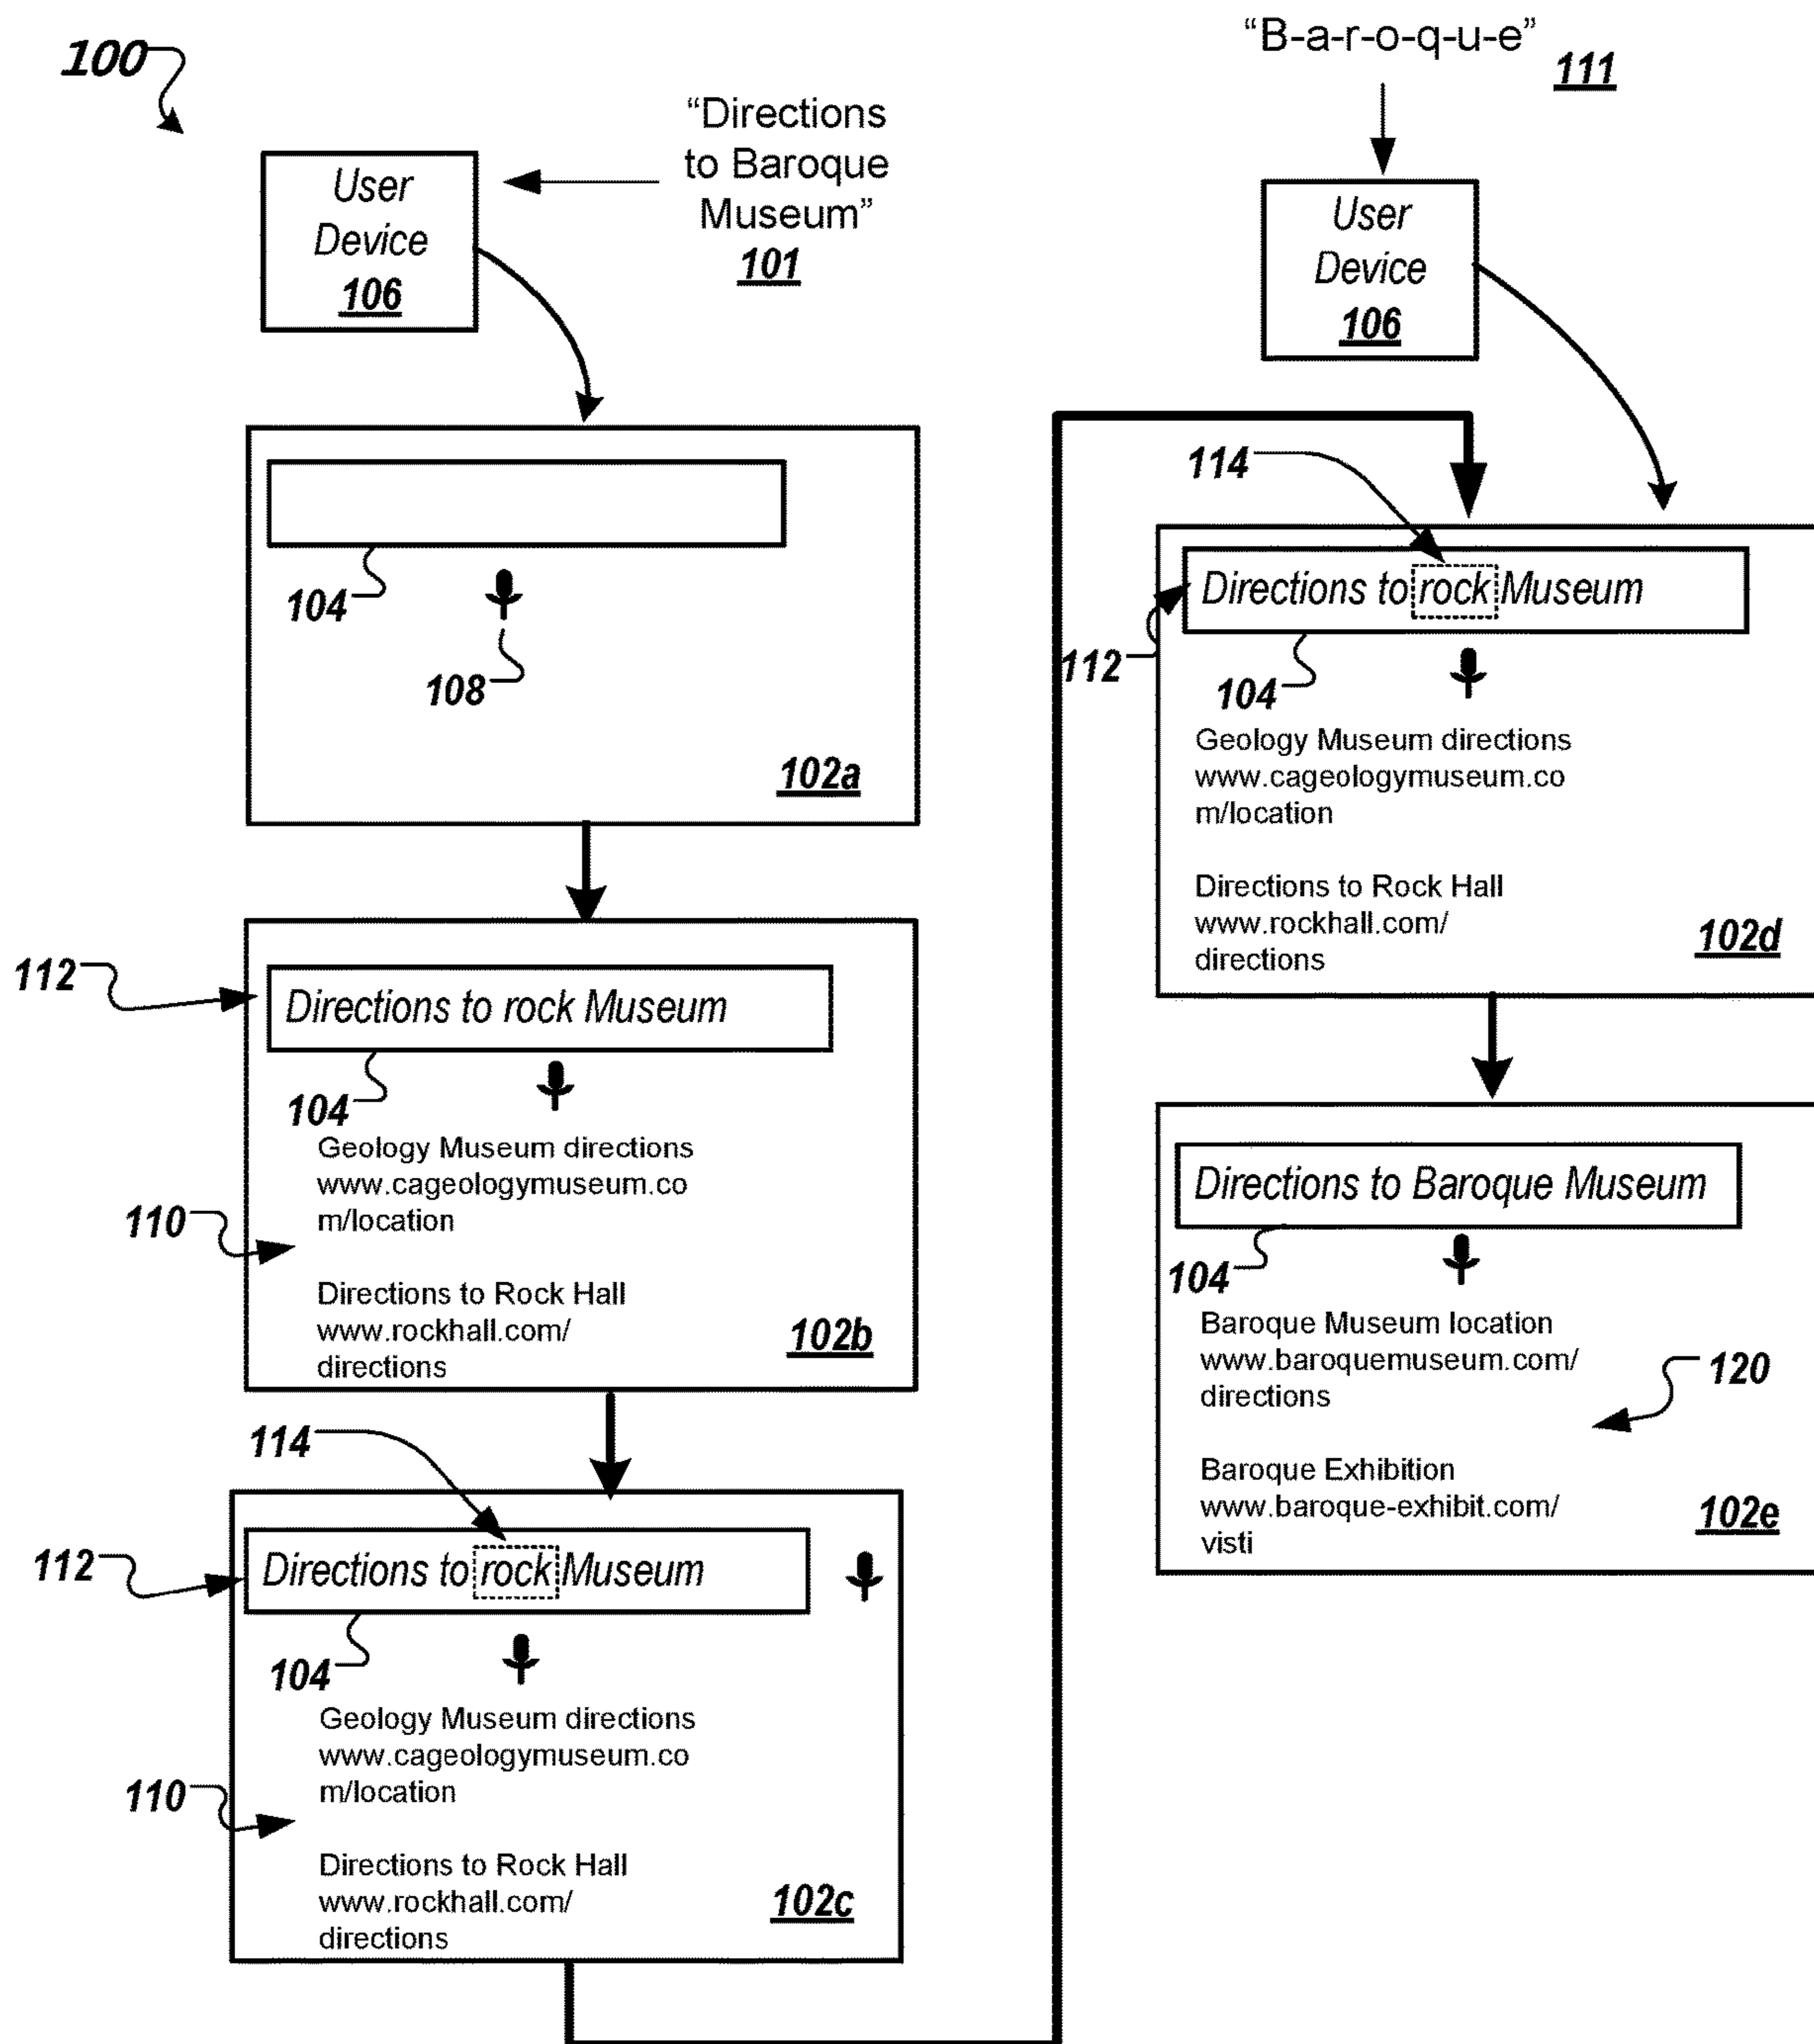 100
“Directions
to Baroque
Museum”
101
User
Device
106
104
108
102a
112
Directions to rock Museum
104
Geology Museum directions
www.cageologymuseum.co
m/location
110
Directions to Rock Hall
www.rockhall.com/
directions
102b
114
112
Directions to rock Museum
104
Geology Museum directions
www.cageologymuseum.co
m/location
110
Directions to Rock Hall
www.rockhall.com/
directions
102c
“B-a-r-o-q-u-e”
111
User
Device
106
114
Directions to rock Museum
112
104
Geology Museum directions
www.cageologymuseum.co
m/location
Directions to Rock Hall
www.rockhall.com/
directions
102d
Directions to Baroque Museum
104
Baroque Museum location
www.baroquemuseum.com/
directions
120
Baroque Exhibition
www.baroque-exhibit.com/
visti
102e